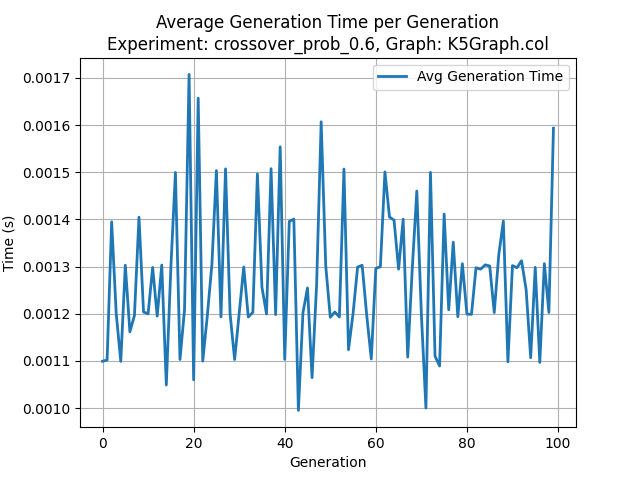 Average Generation Time per Generation
Experiment: crossover_prob_0.6, Graph: K5Graph.col
Avg Generation Time
Time (s)
0.0017
0.0016
0.0015
0.0014
0.0013
0.0012
0.0011
0.0010
0 20 40 60 80 100
Generation